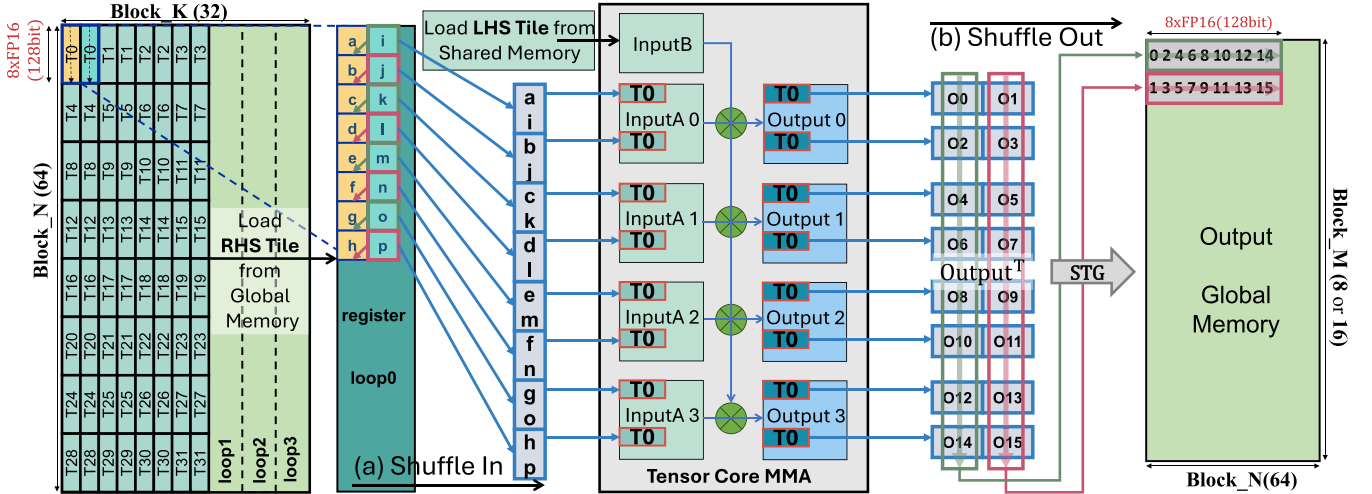 Block_K (32)
8xFP16
(128bit)
Block_N (64)
T0 T0 T1 T1 T2 T2 T3 T3
T4 T4 T5 T5 T6 T6 T7 T7
T8 T8 T9 T9 T10 T10 T11 T11
T12 T12 T13 T13 T14 T14 T15 T15
T16 T16 T17 T17 T18 T18 T19 T19
T20 T20 T21 T21 T22 T22 T23 T23
T24 T24 T25 T25 T26 T26 T27 T27
T28 T28 T29 T29 T30 T30 T31 T31
Load
RHS Tile
from
Global
Memory
loop1
loop2
loop3
a i
b j
c k
d l
e m
f n
g o
h p
register
loop0
(a) Shuffle In
Load LHS Tile from
Shared Memory
a
i
b
j
c
k
d
l
e
m
f
n
g
o
h
p
InputB
T0
InputA 0
T0
T0
InputA 1
T0
T0
InputA 2
T0
T0
InputA 3
T0
T0
Output 0
T0
T0
Output 1
T0
T0
Output 2
T0
T0
Output 3
T0
Tensor Core MMA
(b) Shuffle Out
O0 O1
O2 O3
O4 O5
O6 O7
OutputT
O8 O9
O10 O11
O12 O13
O14 O15
STG
8xFP16(128bit)
0 2 4 6 8 10 12 14
1 3 5 7 9 11 13 15
Output
Global
Memory
Block_M (8 or 16)
Block_N(64)